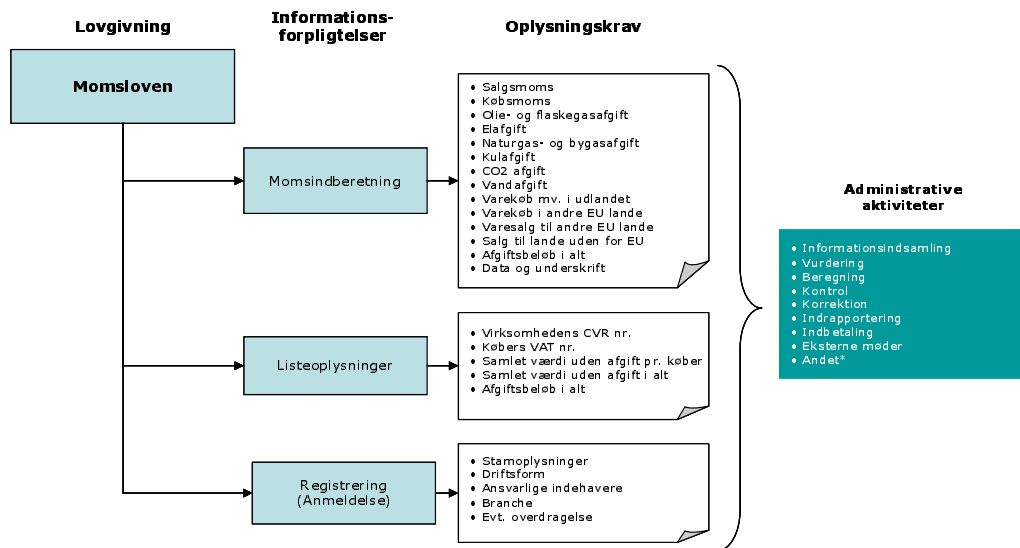 Lovgivning
Informations-
forpligtelser
Oplysningskrav
Momsloven
Momsindberetning
• Salgsmoms
• Købsmoms
• Olie- og flaskegasafgift
• Elafgift
• Naturgas- og bygasafgift
• Kulafgift
• CO2 afgift
• Vandafgift
• Varekøb mv. i udlandet
• Varekøb i andre EU lande
• Varesalg til andre EU lande
• Salg til lande uden for EU
• Afgiftsbeløb i alt
• Data og underskrift
Listeoplysninger
• Virksomhedens CVR nr.
• Købers VAT nr.
• Samlet værdi uden afgift pr. køber
• Samlet værdi uden afgift i alt
• Afgiftsbeløb i alt
Registrering
(Anmeldelse)
• Stamoplysninger
• Driftsform
• Ansvarlige indehavere
• Branche
• Evt. overdragelse
Administrative
aktiviteter
• Informationsindsamling
• Vurdering
• Beregning
• Kontrol
• Korrektion
• Indrapportering
• Indbetaling
• Eksterne møder
• Andet*